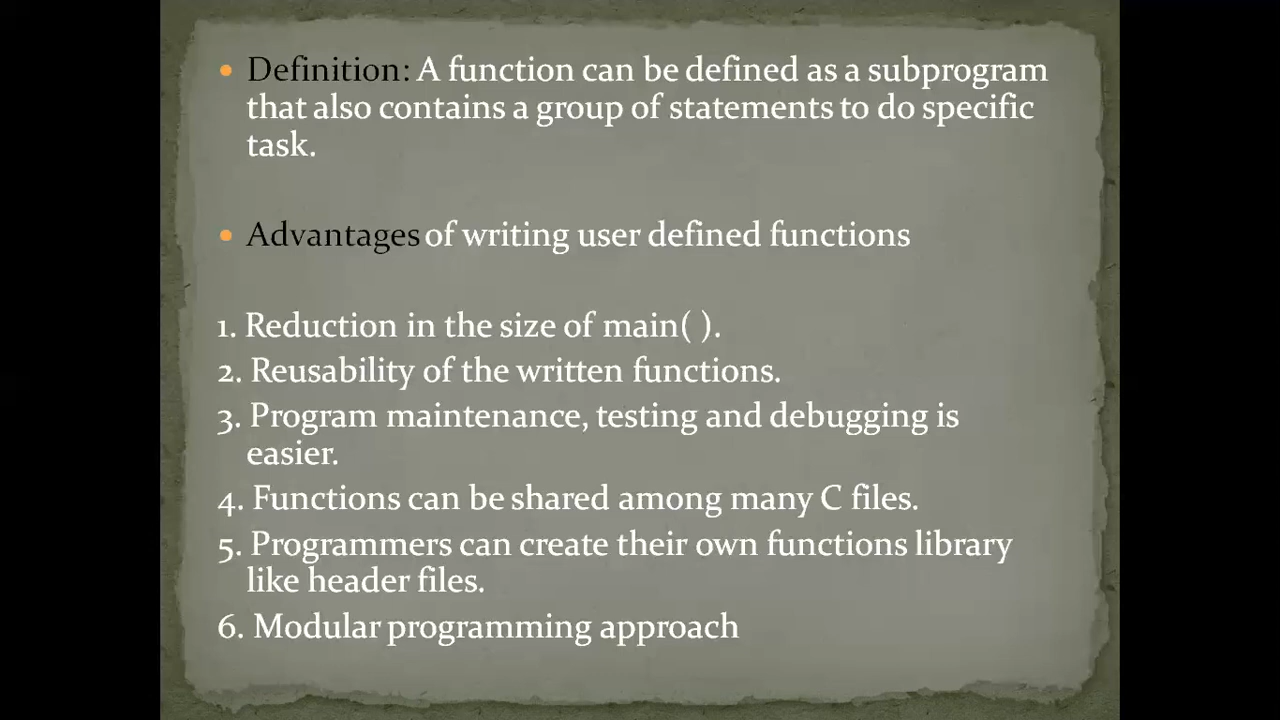 • Definition: A function can be defined as a subprogram
that also contains a group of statements to do specific
task.
• Advantages of writing user defined functions
1. Reduction in the size of main( ).
2. Reusability of the written functions.
3. Program maintenance, testing and debugging is
easier.
4. Functions can be shared among many C files.
5. Programmers can create their own functions library
like header files.
6. Modular programming approach